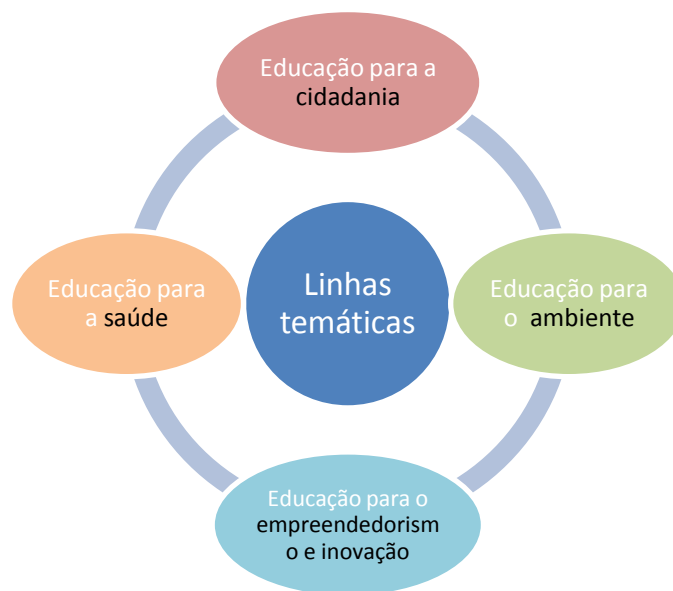 Educação para a
cidadania
Educação para
a saúde
Linhas
temáticas
Educação para
o ambiente
Educação para o
empreendedorism
o e inovação